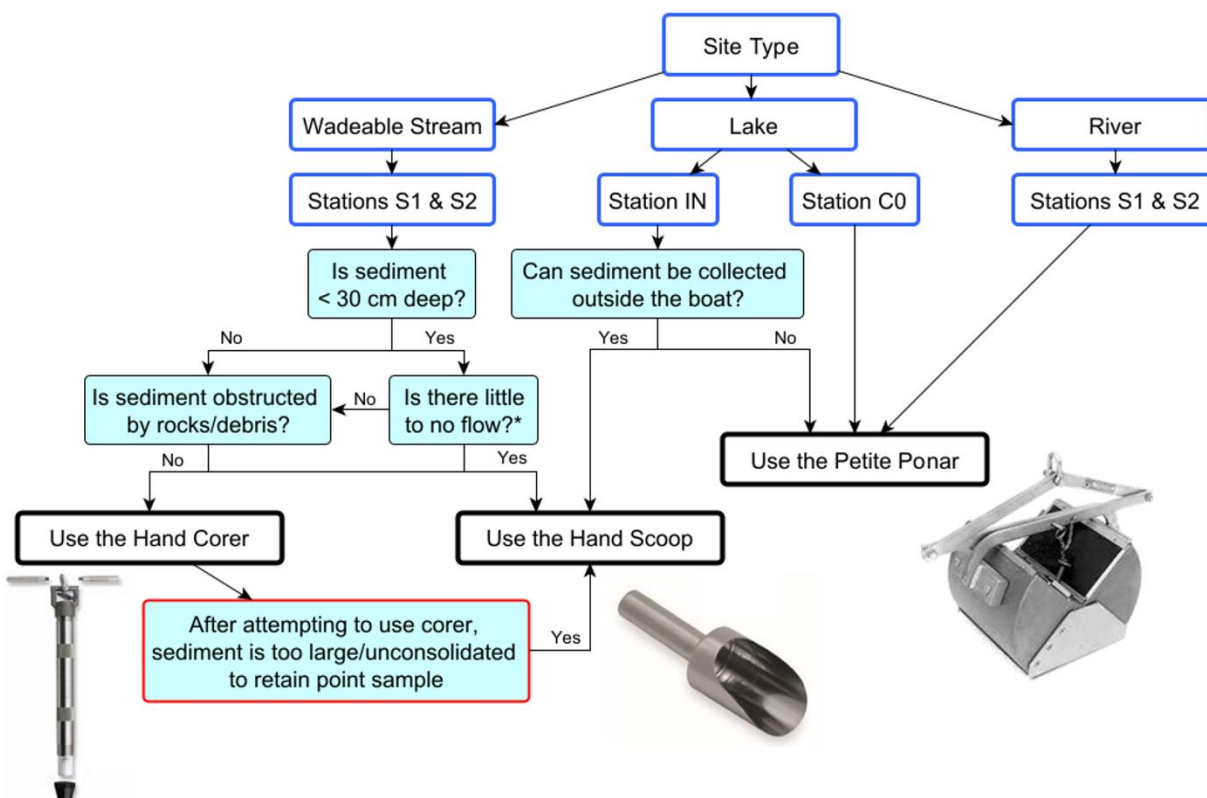 Site Type
Wadeable Stream
Lake
River
Stations S1 & S2
Station IN
Station C0
Stations S1 & S2
Is sediment
< 30 cm deep?
Can sediment be collected
outside the boat?
No
Yes
Yes
No
Is sediment obstructed
by rocks/debris?
No
Is there little
to no flow?*
No
Yes
Use the Petite Ponar
Use the Hand Corer
Use the Hand Scoop
After attempting to use corer,
sediment is too large/unconsolidated
to retain point sample
Yes